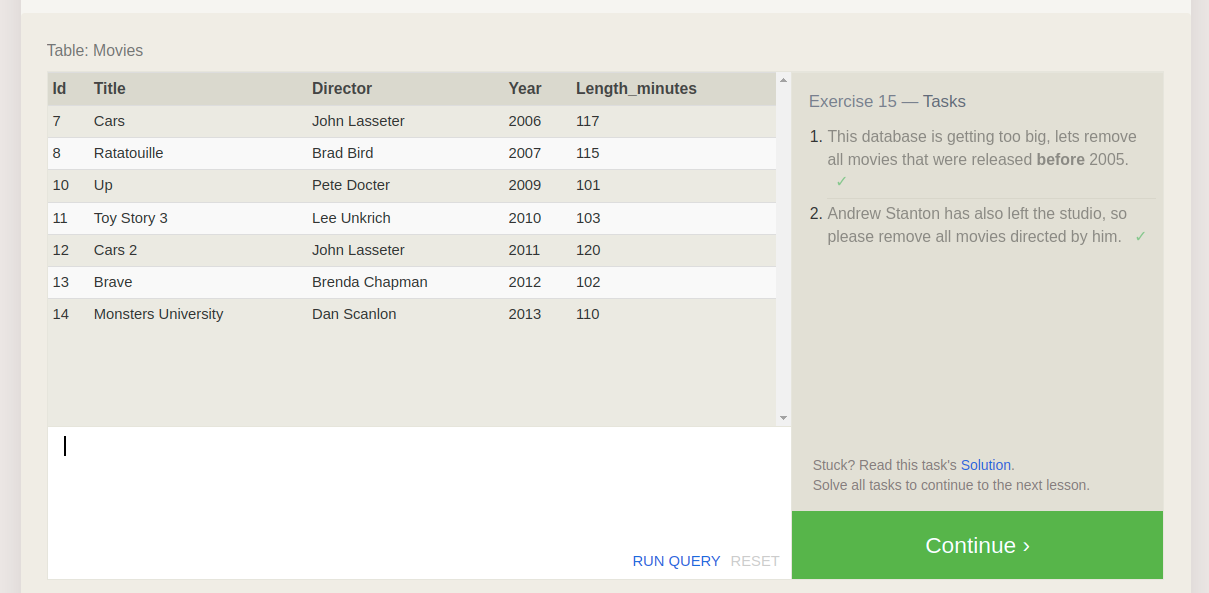 Table: Movies
Id Title Director Year Length_minutes
7 Cars John Lasseter 2006 117
8 Ratatouille Brad Bird 2007 115
10 Up Pete Docter 2009 101
11 Toy Story 3 Lee Unkrich 2010 103
12 Cars 2 John Lasseter 2011 120
13 Brave Brenda Chapman 2012 102
14 Monsters University Dan Scanlon 2013 110
RUN QUERY RESET
Exercise 15 — Tasks
1. This database is getting too big, lets remove
all movies that were released before 2005.
✓
2. Andrew Stanton has also left the studio, so
please remove all movies directed by him. ✓
Stuck? Read this task's Solution.
Solve all tasks to continue to the next lesson.
Continue ›